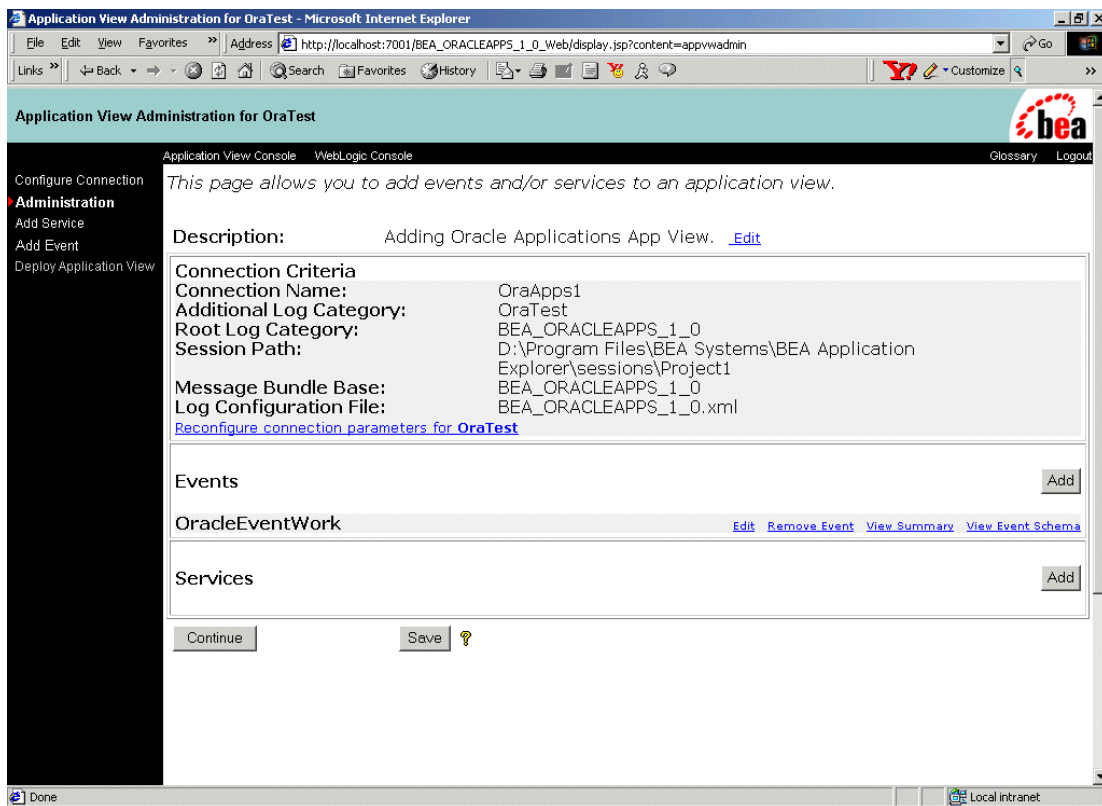 Application View Administration for OraTest - Microsoft Internet Explorer
File Edit View Favorites » Address http://localhost:7001/BEA_ORACLEAPPS_1_0_Web/display.jsp?content=appvwadmin Go
Links » Back Search Favorites History Y! Customize »
Application View Administration for OraTest
bea
Application View Console WebLogic Console Glossary Logout
Configure Connection
Administration
Add Service
Add Event
Deploy Application View
This page allows you to add events and/or services to an application view.
Description: Adding Oracle Applications App View. Edit
Connection Criteria
Connection Name: OraApps1
Additional Log Category: OraTest
Root Log Category: BEA_ORACLEAPPS_1_0
Session Path: D:\Program Files\BEA Systems\BEA Application
Explorer\sessions\Project1
Message Bundle Base: BEA_ORACLEAPPS_1_0
Log Configuration File: BEA_ORACLEAPPS_1_0.xml
Reconfigure connection parameters for OraTest
Events Add
OracleEventWork Edit Remove Event View Summary View Event Schema
Services Add
Continue Save ?
Done Local intranet